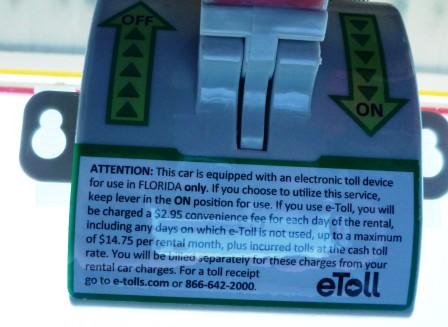 OFF
ON
ATTENTION: This car is equipped with an electronic toll device
for use in FLORIDA only. If you choose to utilize this service,
keep lever in the ON position for use. If you use e-Toll, you will
be charged a $2.95 convenience fee for each day of the rental,
including any days on which e-Toll is not used, up to a maximum
of $14.75 per rental month, plus incurred tolls at the cash toll
rate. You will be billed separately for these charges from your
rental car charges. For a toll receipt
go to e-tolls.com or 866-642-2000.
eToll